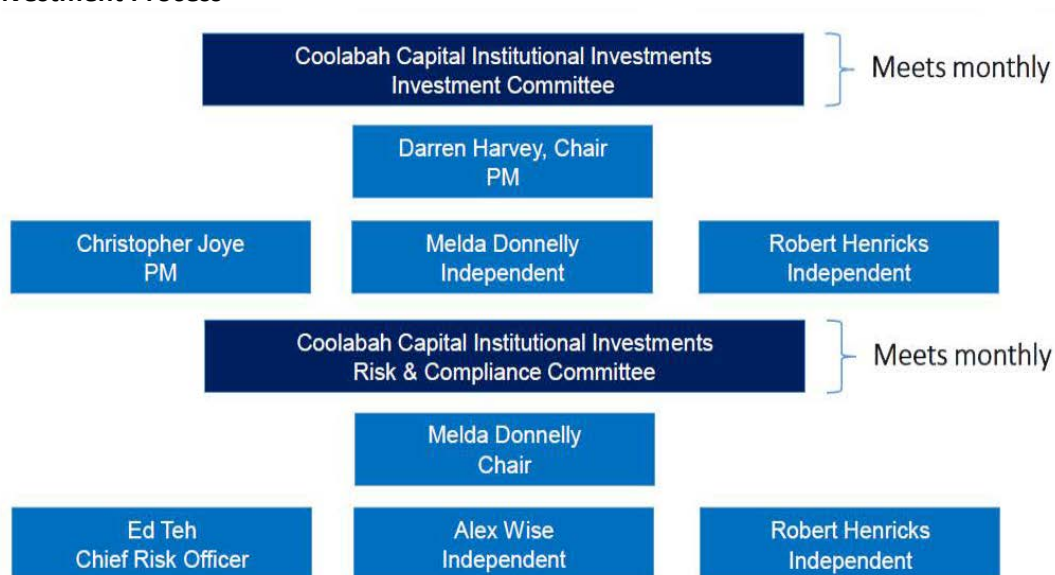 Coolabah Capital Institutional Investments
Investment Committee
Meets monthly
Darren Harvey, Chair
PM
Christopher Joye
PM
Melda Donnelly
Independent
Robert Henricks
Independent
Coolabah Capital Institutional Investments
Risk & Compliance Committee
Meets monthly
Melda Donnelly
Chair
Ed Teh
Chief Risk Officer
Alex Wise
Independent
Robert Henricks
Independent